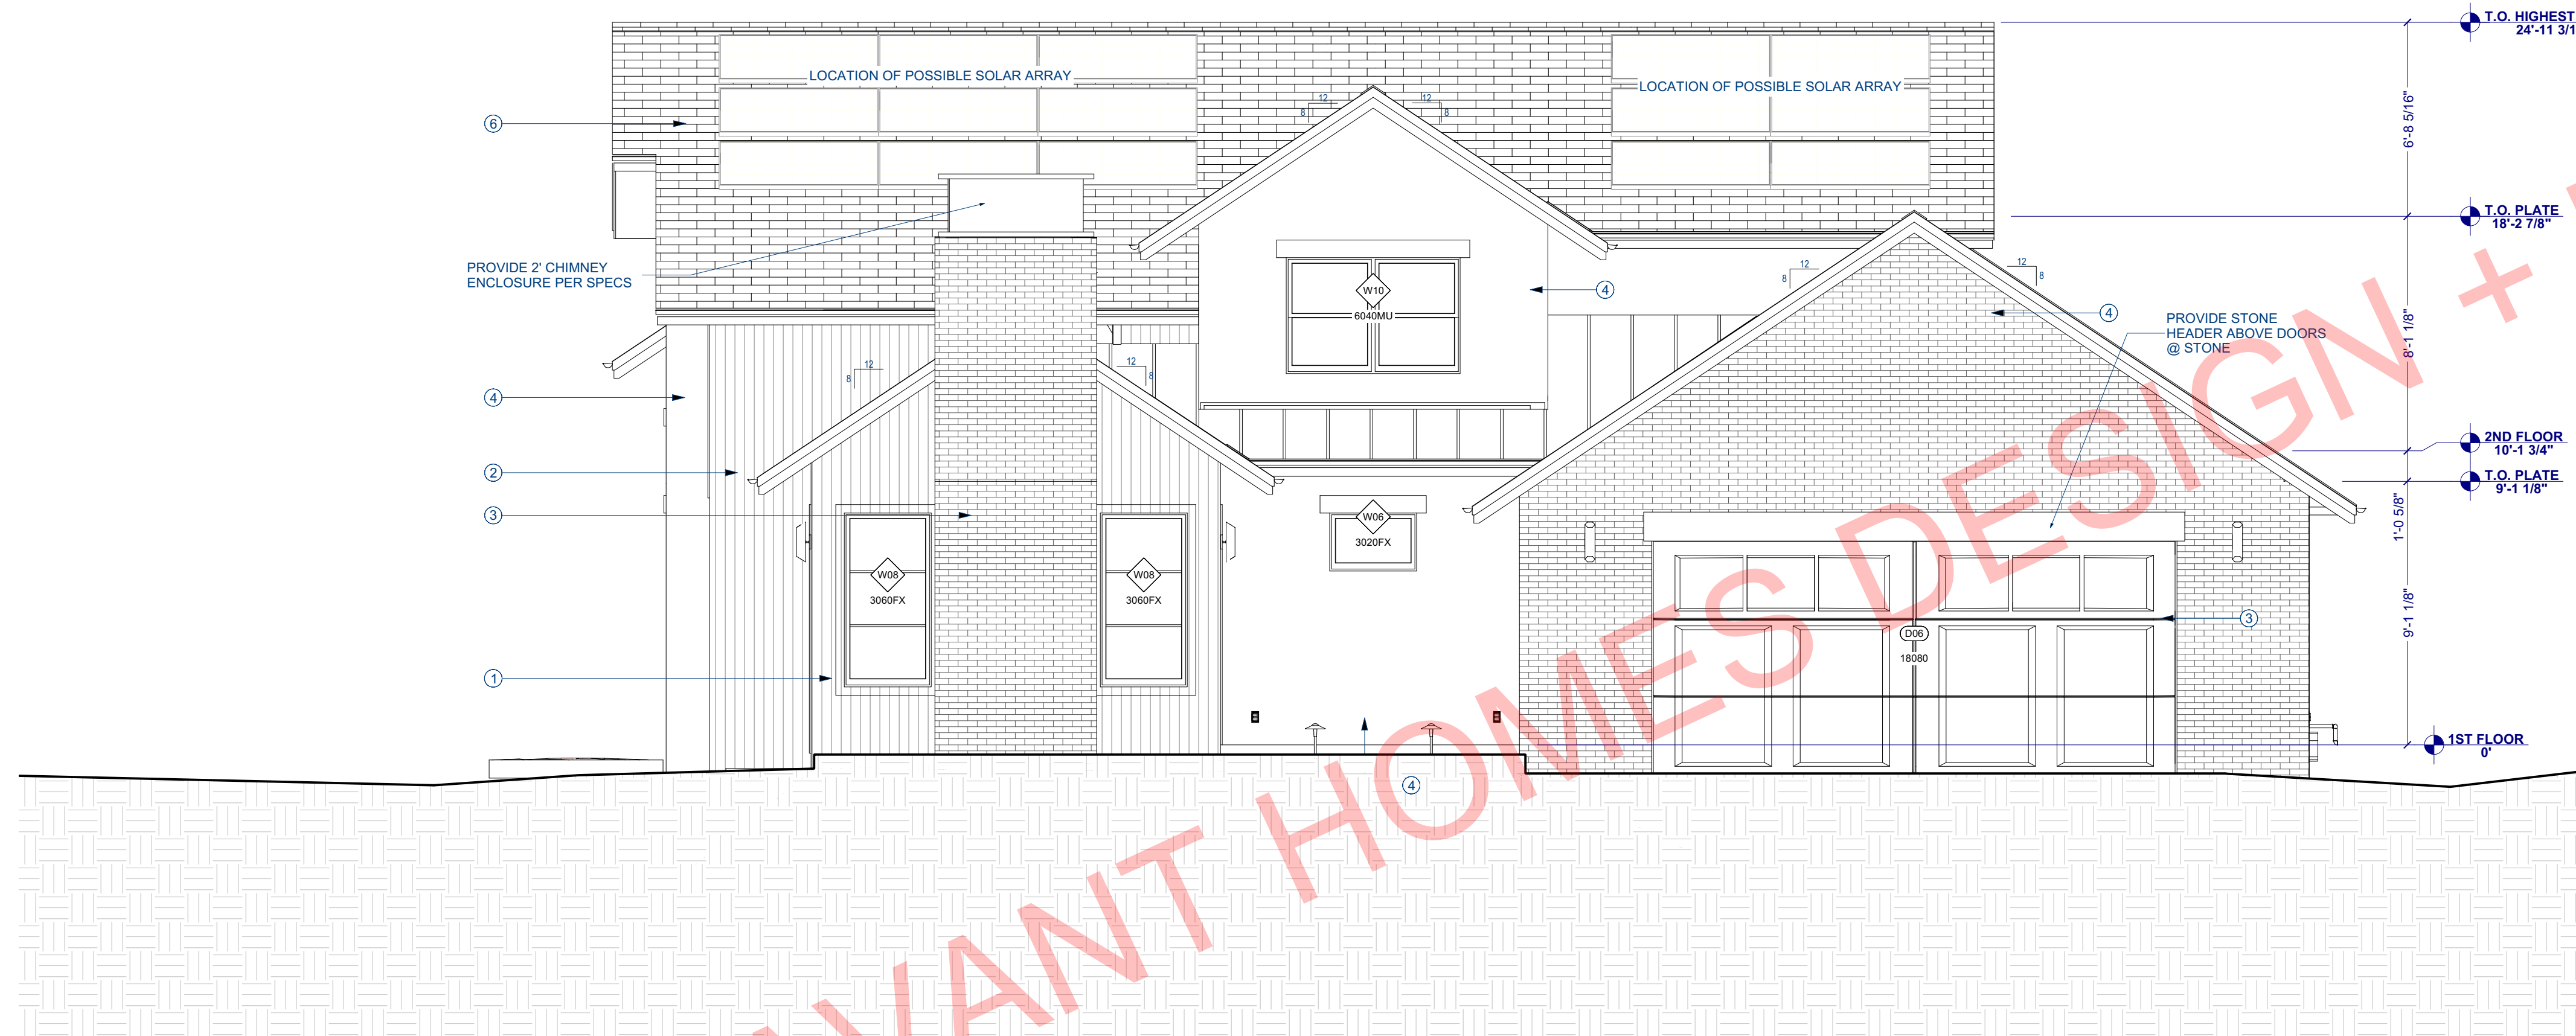 T.O. HIGHEST
24'-11 3/1
LOCATION OF POSSIBLE SOLAR ARRAY
LOCATION OF POSSIBLE SOLAR ARRAY
12
8
12
8
6
6'-8 5/16"
T.O. PLATE
18'-2 7/8"
PROVIDE 2' CHIMNEY
ENCLOSURE PER SPECS
W10
6040MU
4
12
8
12
8
4
PROVIDE STONE
HEADER ABOVE DOORS
@ STONE
8'-1 1/8"
12
8
12
8
4
2ND FLOOR
10'-1 3/4"
2
T.O. PLATE
9'-1 1/8"
1'-0 5/8"
3
W06
3020FX
W08
3060FX
W08
3060FX
9'-1 1/8"
3
D06
18080
1
1ST FLOOR
0'
4
VANT HOMES DESIGN +